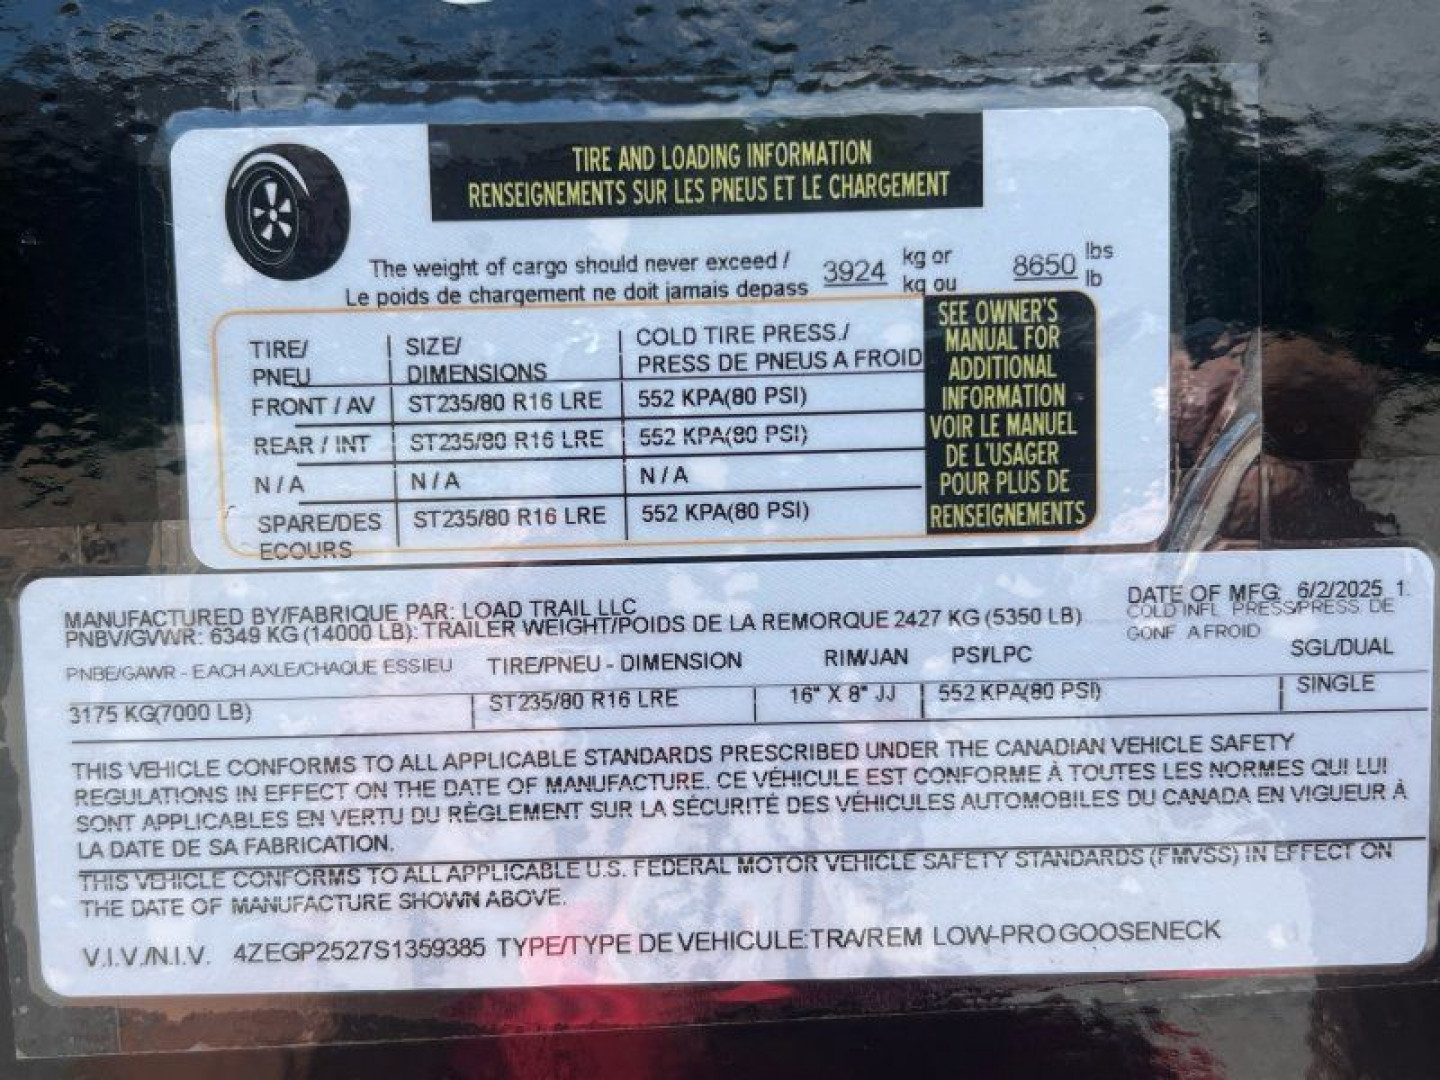 TIRE AND LOADING INFORMATION
RENSEIGNEMENTS SUR LES PNEUS ET LE CHARGEMENT
The weight of cargo should never exceed / 3924 kg or 8650 lbs
Le poids de chargement ne doit jamais depass kg ou lb
TIRE/ SIZE/ COLD TIRE PRESS./
PNEU DIMENSIONS PRESS DE PNEUS A FROID
FRONT / AV ST235/80 R16 LRE 552 KPA(80 PSI)
REAR / INT ST235/80 R16 LRE 552 KPA(80 PSI)
N / A N / A N / A
SPARE/DES ST235/80 R16 LRE 552 KPA(80 PSI)
ECOURS
SEE OWNER'S
MANUAL FOR
ADDITIONAL
INFORMATION
VOIR LE MANUEL
DE L'USAGER
POUR PLUS DE
RENSEIGNEMENTS
MANUFACTURED BY/FABRIQUE PAR: LOAD TRAIL LLC DATE OF MFG: 6/2/2025 1
PNBV/GVWR: 6349 KG (14000 LB): TRAILER WEIGHT/POIDS DE LA REMORQUE 2427 KG (5350 LB) COLD INFL PRESS/PRESS. DE
GONF A FROID
PNBE/GAWR - EACH AXLE/CHAQUE ESSIEU TIRE/PNEU - DIMENSION RIM/JAN PSI/LPC SGL/DUAL
3175 KG(7000 LB) ST235/80 R16 LRE 16" X 8" JJ 552 KPA(80 PSI) SINGLE
THIS VEHICLE CONFORMS TO ALL APPLICABLE STANDARDS PRESCRIBED UNDER THE CANADIAN VEHICLE SAFETY
REGULATIONS IN EFFECT ON THE DATE OF MANUFACTURE. CE VÉHICULE EST CONFORME À TOUTES LES NORMES QUI LUI
SONT APPLICABLES EN VERTU DU RÈGLEMENT SUR LA SÉCURITÉ DES VÉHICULES AUTOMOBILES DU CANADA EN VIGUEUR À
LA DATE DE SA FABRICATION.
THIS VEHICLE CONFORMS TO ALL APPLICABLE U.S. FEDERAL MOTOR VEHICLE SAFETY STANDARDS (FMVSS) IN EFFECT ON
THE DATE OF MANUFACTURE SHOWN ABOVE.
V.I.V./N.I.V. 4ZEGP2527S1359385 TYPE/TYPE DE VEHICULE:TRA/REM LOW-PRO GOOSENECK